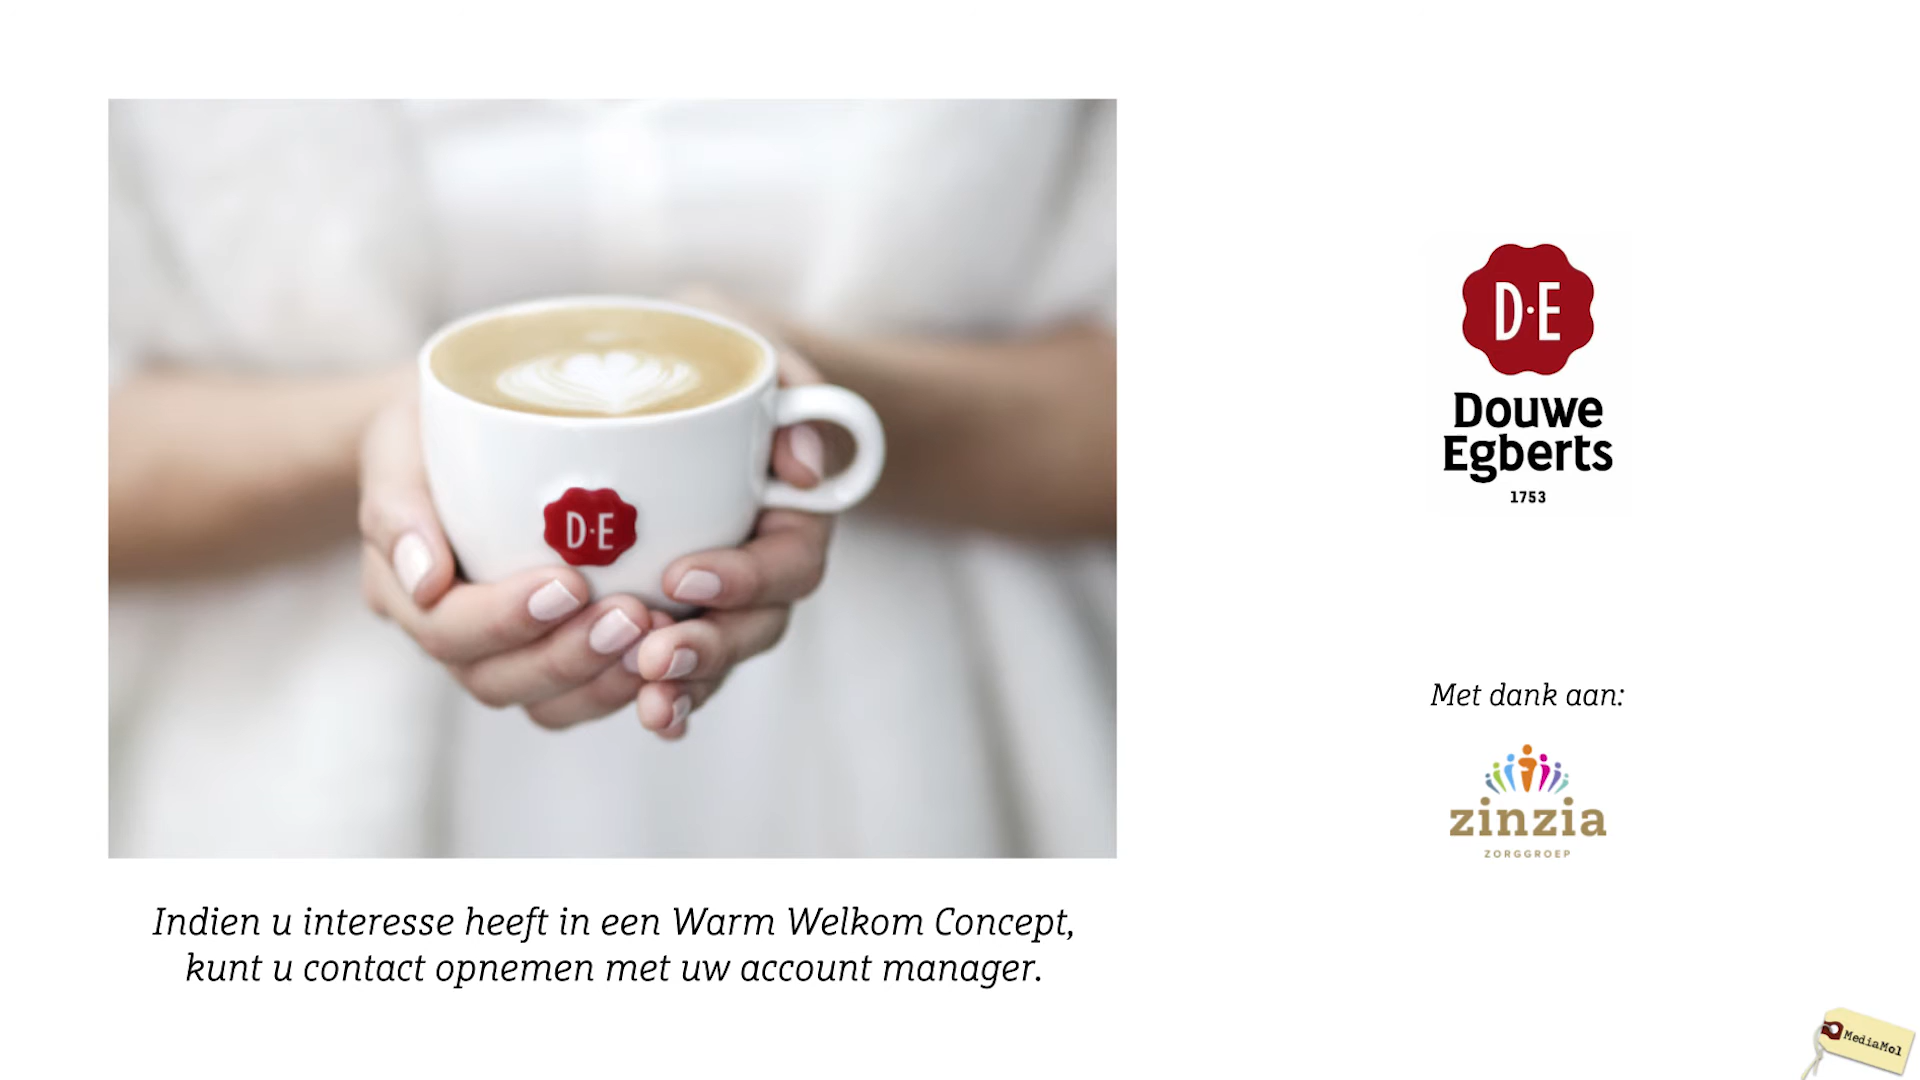 D·E
D·E
Douwe
Egberts
1753
Met dank aan:
zinzia
ZORGGROEP
Indien u interesse heeft in een Warm Welkom Concept,
kunt u contact opnemen met uw account manager.
MediaMol